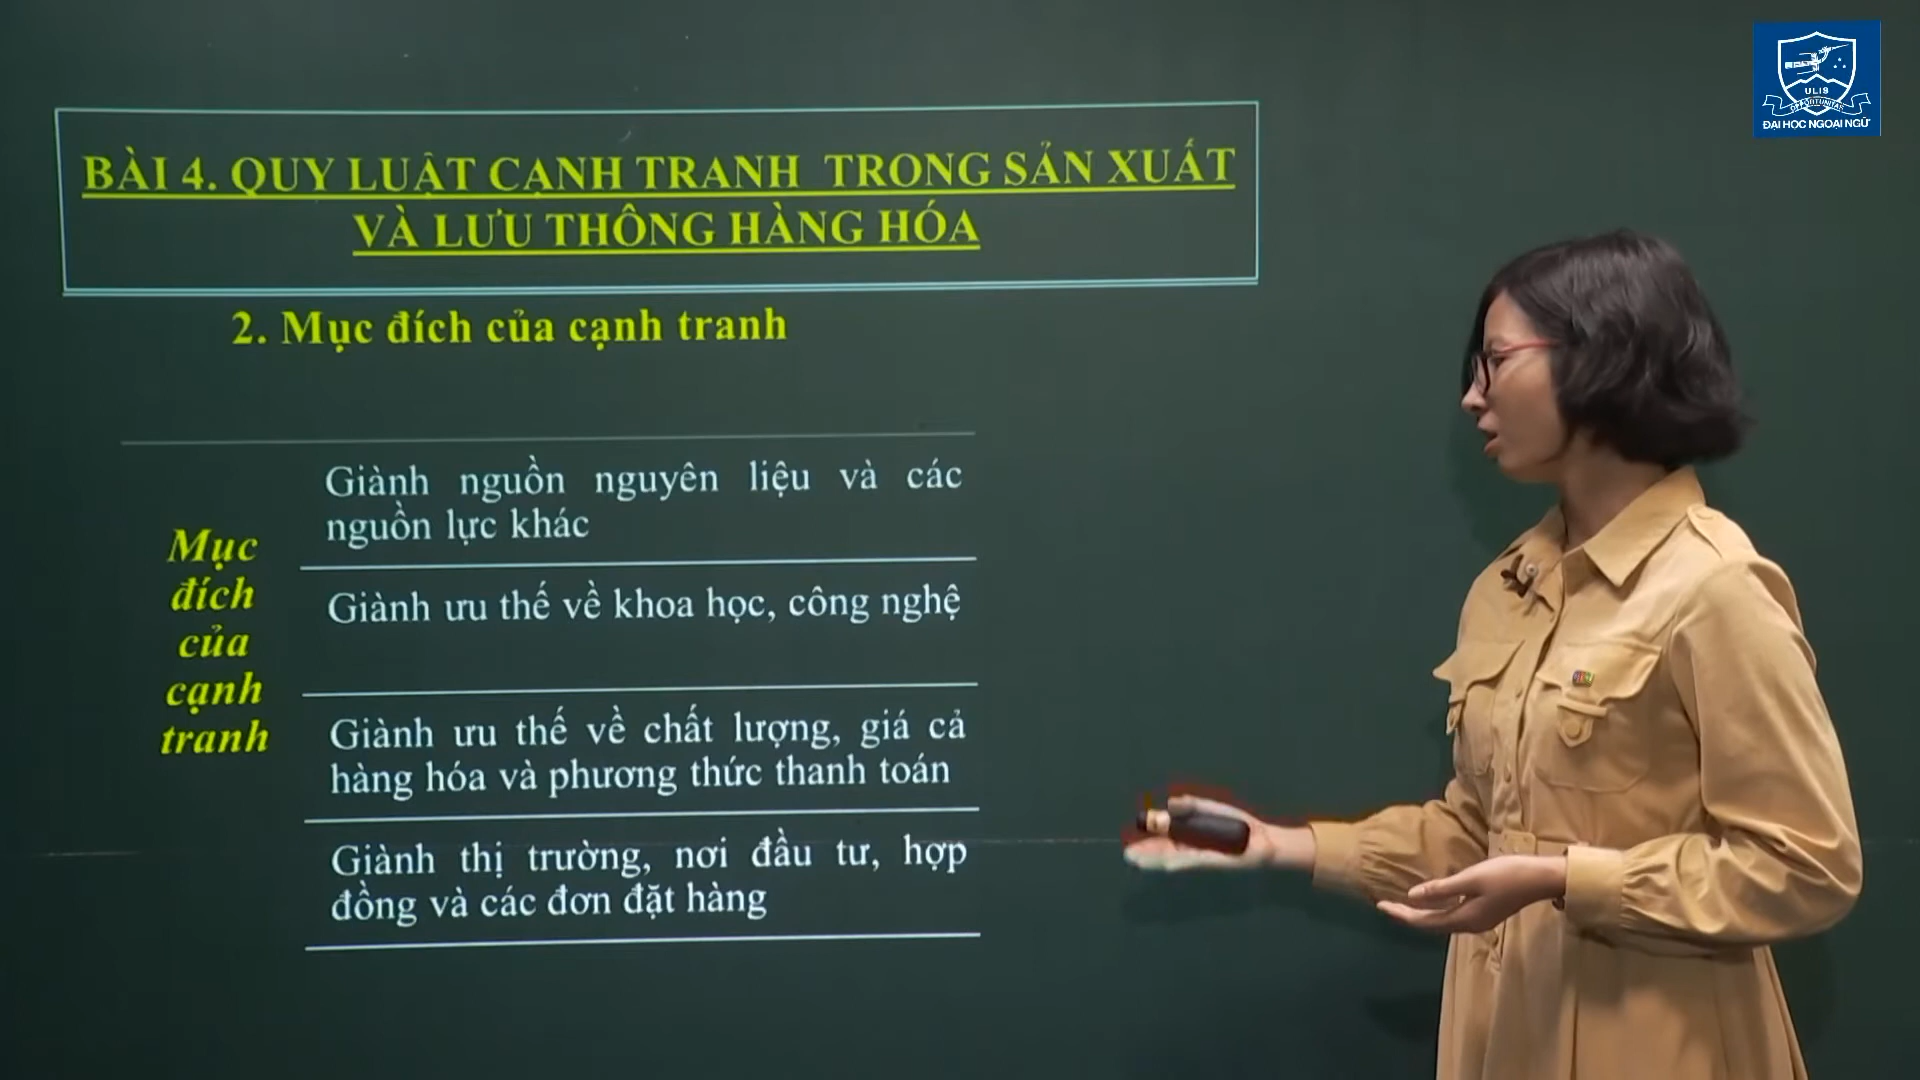 ULIS
OPPORTUNITAS
ĐẠI HỌC NGOẠI NGỮ
BÀI 4. QUY LUẬT CẠNH TRANH TRONG SẢN XUẤT
VÀ LƯU THÔNG HÀNG HÓA
2. Mục đích của cạnh tranh
Mục
đích
của
cạnh
tranh
Giành nguồn nguyên liệu và các
nguồn lực khác
Giành ưu thế về khoa học, công nghệ
Giành ưu thế về chất lượng, giá cả
hàng hóa và phương thức thanh toán
Giành thị trường, nơi đầu tư, hợp
đồng và các đơn đặt hàng